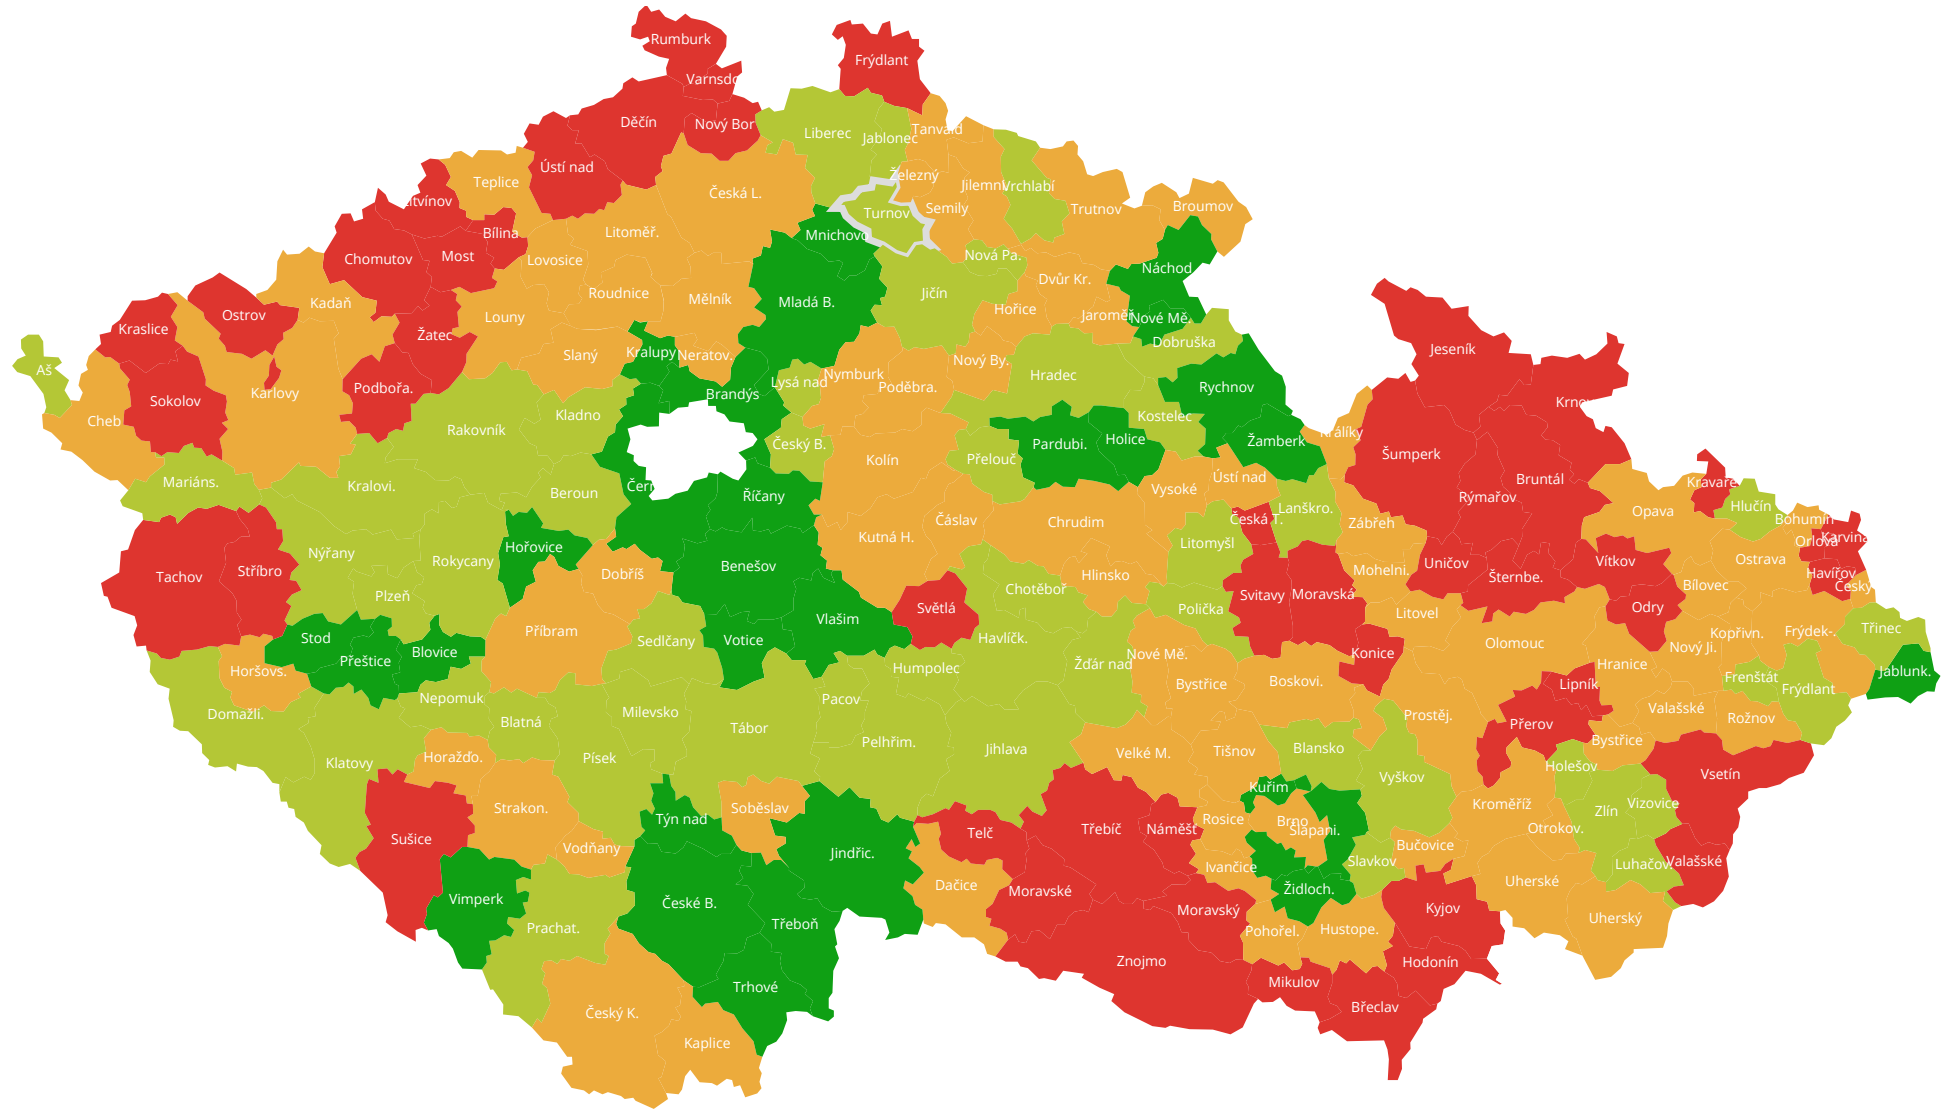 Rumburk
Frýdlant
Varnsdo
Děčín
Nový Bor
Liberec
Jablonec
Tanvald
Ústí nad
Teplice
Česká L.
Železný
Jilemni
Vrchlabí
Litvínov
Turnov
Semily
Trutnov
Broumov
Bílina
Litoměř.
Mnichovo
Chomutov
Most
Lovosice
Nová Pa.
Náchod
Kadaň
Roudnice
Mělník
Mladá B.
Jičín
Dvůr Kr.
Ostrov
Louny
Hořice
Jaroměř
Nové Mě.
Kraslice
Žatec
Slaný
Kralupy
Neratov.
Dobruška
Jeseník
Aš
Nový By.
Nymburk
Lysá nad
Poděbra.
Hradec
Rychnov
Sokolov
Karlovy
Podbořa.
Brandýs
Krnov
Cheb
Rakovník
Kladno
Kostelec
Králíky
Český B.
Pardubi.
Holice
Žamberk
Šumperk
Kolín
Přelouč
Mariáns.
Kralovi.
Beroun
Čern
Říčany
Vysoké
Ústí nad
Rýmařov
Bruntál
Kravaře
Lanškro.
Hlučín
Čáslav
Chrudim
Česká T.
Zábřeh
Opava
Bohumín
Kutná H.
Litomyšl
Orlová
Karviná
Nýřany
Hořovice
Rokycany
Uničov
Vítkov
Ostrava
Tachov
Stříbro
Dobříš
Benešov
Hlinsko
Mohelni.
Šternbe.
Havířov
Bílovec
Český
Plzeň
Chotěboř
Světlá
Polička
Svitavy
Moravská
Litovel
Odry
Vlašim
Stod
Příbram
Sedlčany
Votice
Havlíčk.
Olomouc
Kopřivn.
Frýdek-.
Třinec
Přeštice
Blovice
Humpolec
Žďár nad
Nové Mě.
Konice
Hranice
Nový Ji.
Horšovs.
Bystřice
Boskovi.
Lipník
Frenštát
Frýdlant
Jablunk.
Nepomuk
Pacov
Domažli.
Blatná
Milevsko
Tábor
Prostěj.
Přerov
Valašské
Rožnov
Pelhřim.
Jihlava
Velké M.
Tišnov
Blansko
Bystřice
Klatovy
Horažďo.
Písek
Vyškov
Holešov
Vsetín
Kuřim
Strakon.
Soběslav
Týn nad
Rosice
Brno
Kroměříž
Zlín
Vizovice
Telč
Třebíč
Náměšť
Šlapani.
Otrokov.
Sušice
Vodňany
Jindřic.
Bučovice
Slavkov
Ivančice
Luhačov.
Valašské
Dačice
Moravské
Židloch.
Uherské
Vimperk
České B.
Moravský
Kyjov
Uherský
Prachat.
Třeboň
Pohořel.
Hustope.
Znojmo
Hodonín
Trhové
Mikulov
Český K.
Břeclav
Kaplice